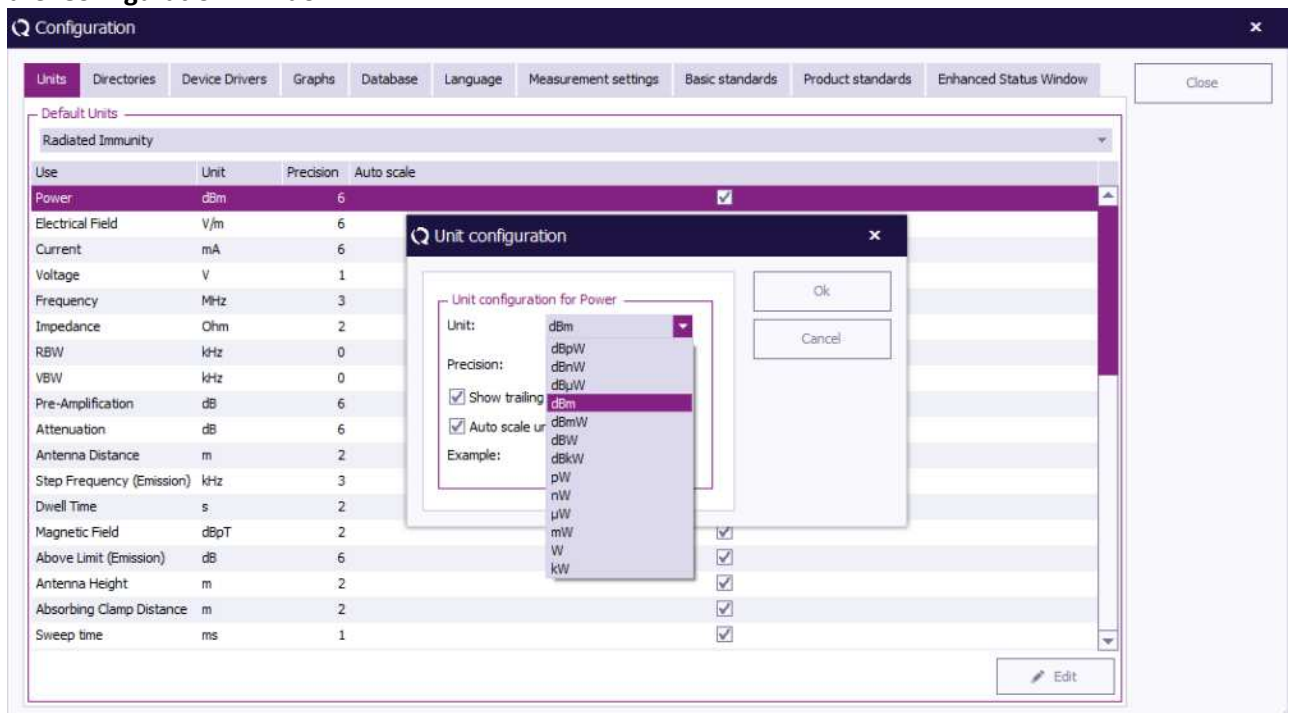 Configuration
Units Directories Device Drivers Graphs Database Language Measurement settings Basic standards Product standards Enhanced Status Window
Close
Default Units
Radiated Immunity
Use Unit Precision Auto scale
Power dBm 6
Electrical Field V/m 6
Current mA 6
Voltage V 1
Frequency MHz 3
Impedance Ohm 2
RBW kHz 0
VBW kHz 0
Pre-Amplification dB 6
Attenuation dB 6
Antenna Distance m 2
Step Frequency (Emission) kHz 3
Dwell Time s 2
Magnetic Field dBpT 2
Above Limit (Emission) dB 6
Antenna Height m 2
Absorbing Clamp Distance m 2
Sweep time ms 1
Edit
Unit configuration
Unit configuration for Power
Unit: dBm
Precision:
Show trailing
Auto scale
Example:
dBpW
dBnW
dBµW
dBm
dBmW
dBW
dBkW
pW
nW
µW
mW
W
kW
Ok
Cancel